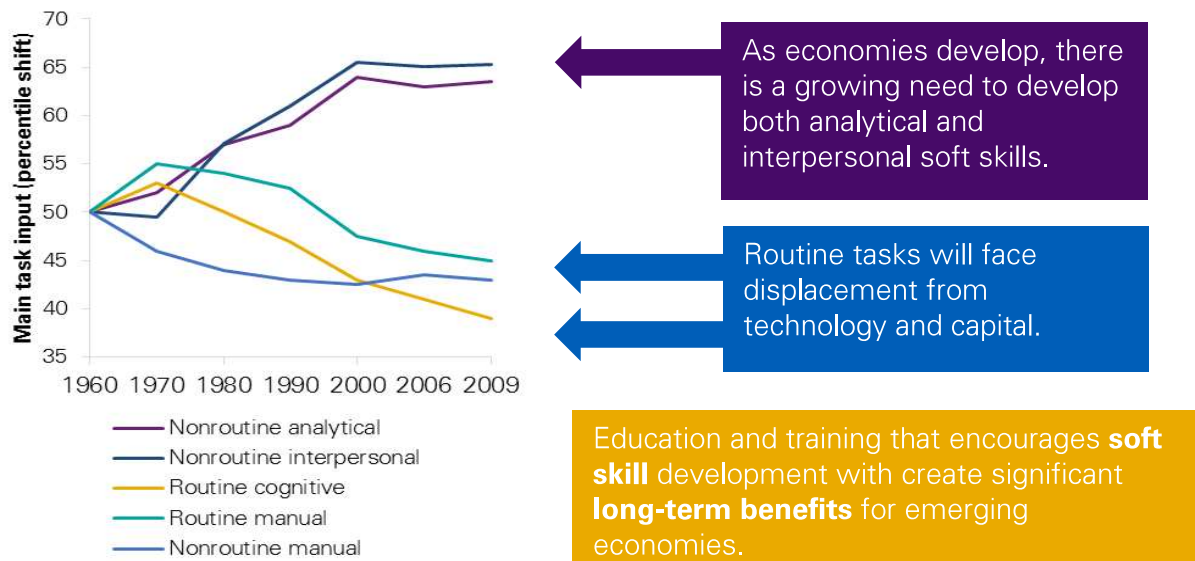 Main task input (percentile shift)
70
65
60
55
50
45
40
35
1960 1970 1980 1990 2000 2006 2009
Nonroutine analytical
Nonroutine interpersonal
Routine cognitive
Routine manual
Nonroutine manual
As economies develop, there
is a growing need to develop
both analytical and
interpersonal soft skills.
Routine tasks will face
displacement from
technology and capital.
Education and training that encourages soft
skill development with create significant
long-term benefits for emerging
economies.